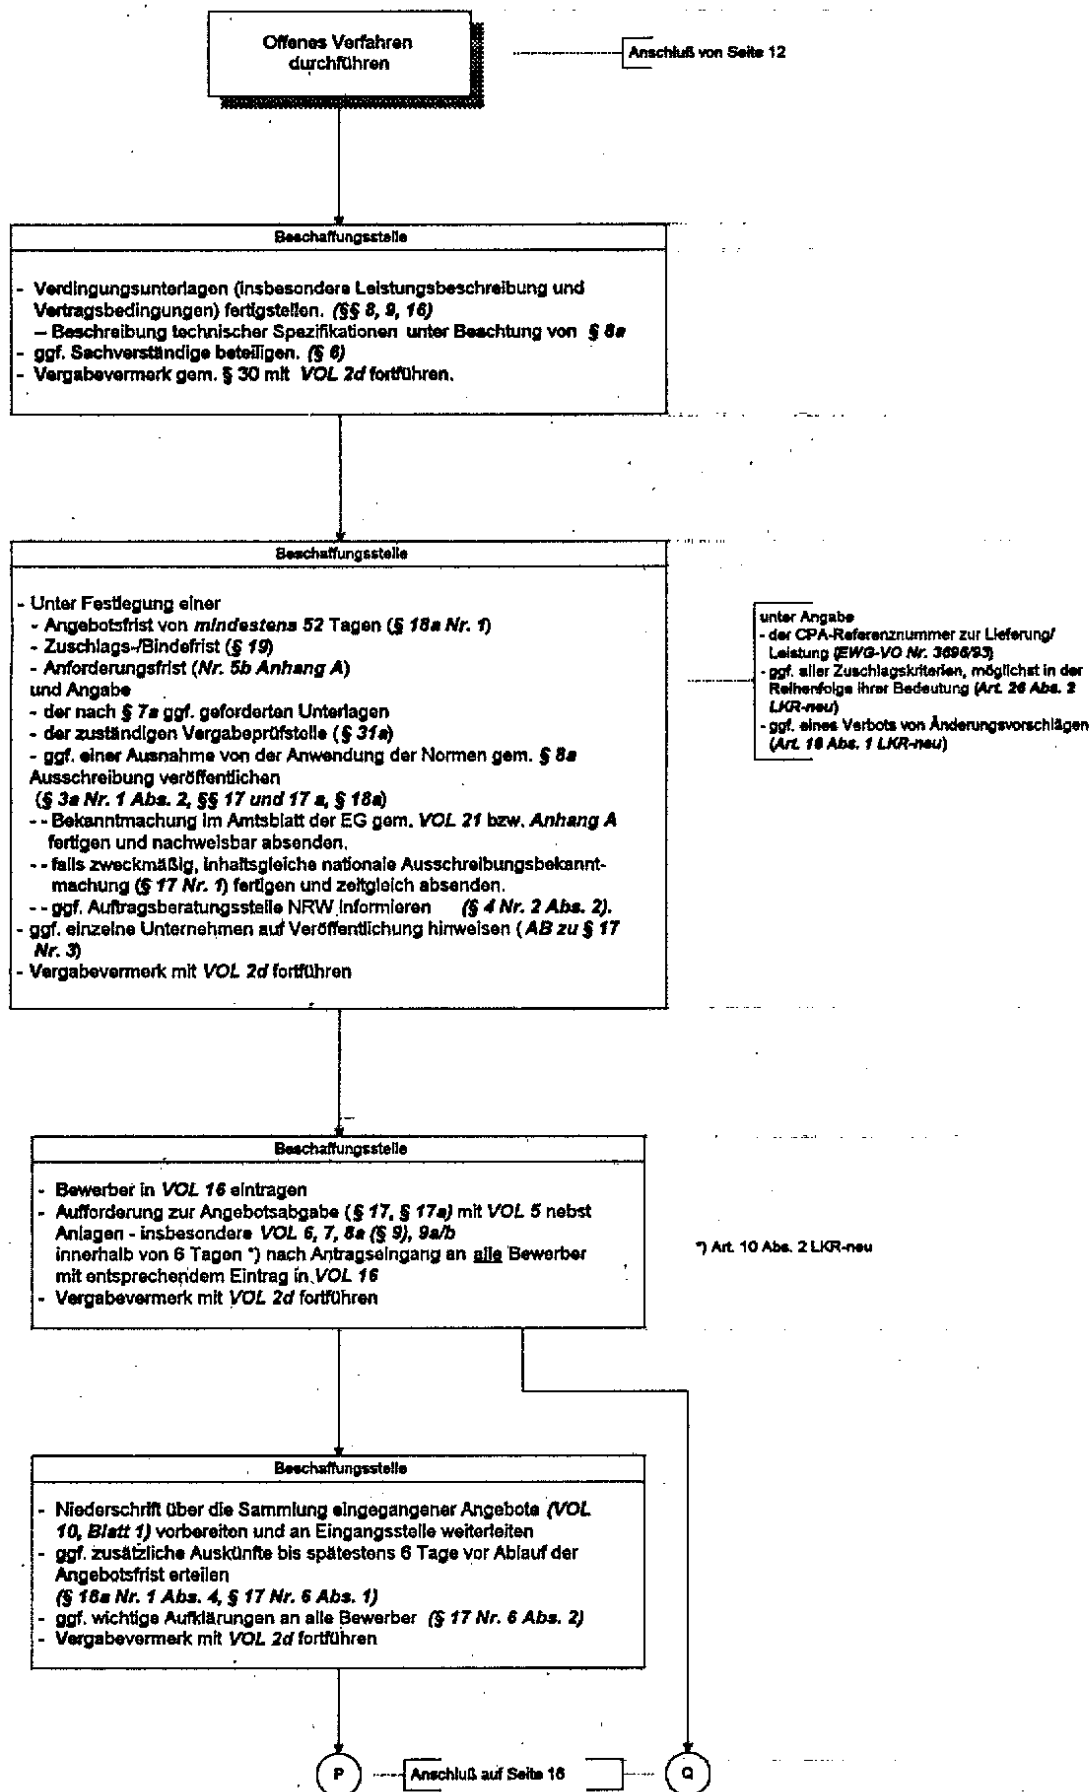 Offenes Verfahren
durchführen
Anschluß von Seite 12
Beschaffungsstelle
- Verdingungsunterlagen (insbesondere Leistungsbeschreibung und
Vertragsbedingungen) fertigstellen. (§§ 8, 9, 16)
– Beschreibung technischer Spezifikationen unter Beachtung von § 8a
- ggf. Sachverständige beteiligen. (§ 6)
- Vergabevermerk gem. § 30 mit VOL 2d fortführen.
Beschaffungsstelle
- Unter Festlegung einer
- Angebotsfrist von mindestens 52 Tagen (§ 18a Nr. 1)
- Zuschlags-/Bindefrist (§ 19)
- Anforderungsfrist (Nr. 5b Anhang A)
und Angabe
- der nach § 7a ggf. geforderten Unterlagen
- der zuständigen Vergabeprüfstelle (§ 31a)
- ggf. einer Ausnahme von der Anwendung der Normen gem. § 8a
Ausschreibung veröffentlichen
(§ 3a Nr. 1 Abs. 2, §§ 17 und 17 a, § 18a)
- - Bekanntmachung im Amtsblatt der EG gem. VOL 21 bzw. Anhang A
fertigen und nachweisbar absenden.
- - falls zweckmäßig, inhaltsgleiche nationale Ausschreibungsbekannt-
machung (§ 17 Nr. 1) fertigen und zeitgleich absenden.
- - ggf. Auftragsberatungsstelle NRW informieren (§ 4 Nr. 2 Abs. 2).
- ggf. einzelne Unternehmen auf Veröffentlichung hinweisen ( AB zu § 17
Nr. 3)
- Vergabevermerk mit VOL 2d fortführen
unter Angabe
- der CPA-Referenznummer zur Lieferung/
Leistung (EWG-VO Nr. 3696/93)
- ggf. aller Zuschlagskriterien, möglichst in der
Reihenfolge ihrer Bedeutung (Art. 26 Abs. 2
LKR-neu)
- ggf. eines Verbots von Änderungsvorschlägen
(Art. 16 Abs. 1 LKR-neu)
Beschaffungsstelle
- Bewerber in VOL 16 eintragen
- Aufforderung zur Angebotsabgabe (§ 17, § 17a) mit VOL 5 nebst
Anlagen - insbesondere VOL 6, 7, 8a (§ 9), 9a/b
innerhalb von 6 Tagen *) nach Antragseingang an alle Bewerber
mit entsprechendem Eintrag in VOL 16
- Vergabevermerk mit VOL 2d fortführen
*) Art. 10 Abs. 2 LKR-neu
Beschaffungsstelle
- Niederschrift über die Sammlung eingegangener Angebote (VOL
10, Blatt 1) vorbereiten und an Eingangsstelle weiterleiten
- ggf. zusätzliche Auskünfte bis spätestens 6 Tage vor Ablauf der
Angebotsfrist erteilen
(§ 18a Nr. 1 Abs. 4, § 17 Nr. 6 Abs. 1)
- ggf. wichtige Aufklärungen an alle Bewerber (§ 17 Nr. 6 Abs. 2)
- Vergabevermerk mit VOL 2d fortführen
P
Anschluß auf Seite 16
Q